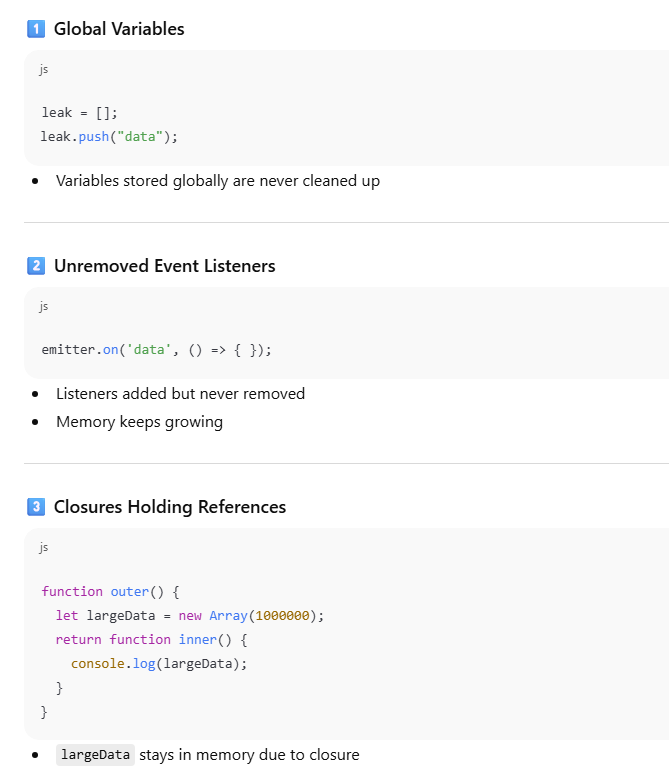 1 Global Variables
js
leak = [];
leak.push("data");
• Variables stored globally are never cleaned up
2 Unremoved Event Listeners
js
emitter.on('data', () => { });
• Listeners added but never removed
• Memory keeps growing
3 Closures Holding References
js
function outer() {
  let largeData = new Array(1000000);
  return function inner() {
    console.log(largeData);
  }
}
• largeData stays in memory due to closure